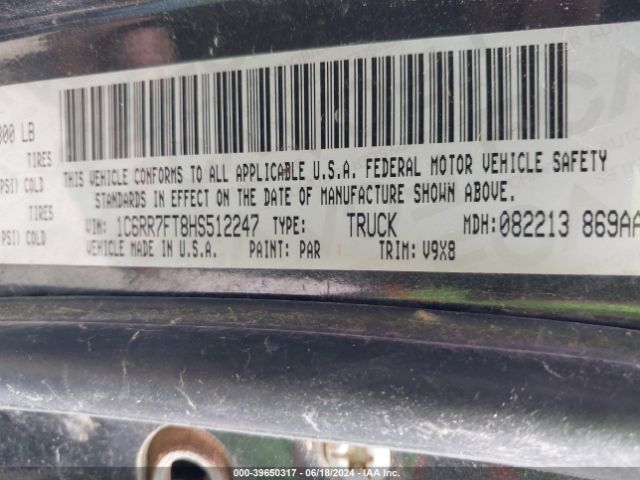 800 LB
TIRES
PSI) COLD
TIRES
PSI) COLD
THIS VEHICLE CONFORMS TO ALL APPLICABLE U.S.A. FEDERAL MOTOR VEHICLE SAFETY
STANDARDS IN EFFECT ON THE DATE OF MANUFACTURE SHOWN ABOVE.
VIN: 1C6RR7FT8HS512247 TYPE: TRUCK MDH: 082213 869AA
VEHICLE MADE IN U.S.A. PAINT: PAR TRIM: V9X8
000-39650317 - 06/18/2024 - IAA Inc.